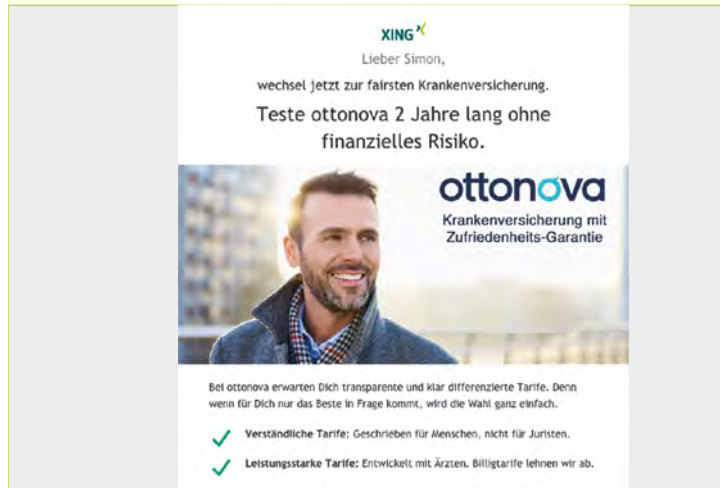 XING
Lieber Simon,
wechsel jetzt zur fairsten Krankenversicherung.
Teste ottonova 2 Jahre lang ohne
finanzielles Risiko.
ottonova
Krankenversicherung mit
Zufriedenheits-Garantie
Bei ottonova erwarten Dich transparente und klar differenzierte Tarife. Denn
wenn für Dich nur das Beste in Frage kommt, wird die Wahl ganz einfach.
Verständliche Tarife: Geschrieben für Menschen, nicht für Juristen.
Leistungsstarke Tarife: Entwickelt mit Ärzten. Billigtarife lehnen wir ab.